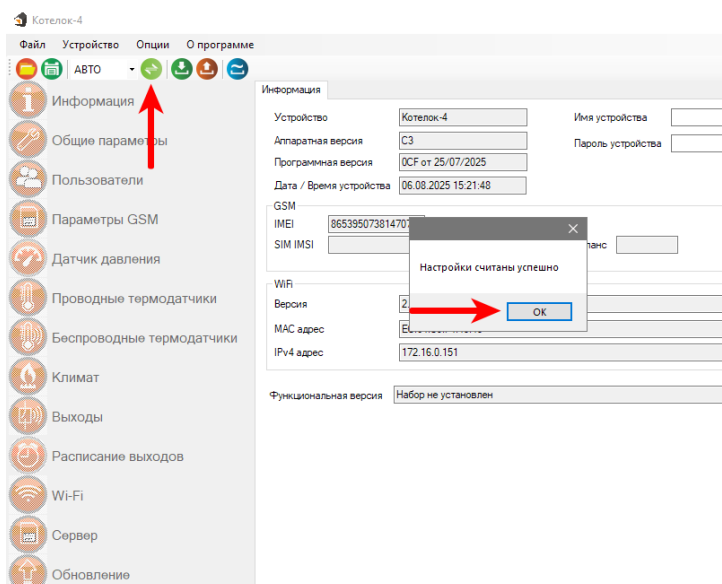 Котелок-4
Файл Устройство Опции О программе
АВТО
Информация
Общие параметры
Пользователи
Параметры GSM
Датчик давления
Проводные термодатчики
Беспроводные термодатчики
Климат
Выходы
Расписание выходов
Wi-Fi
Сервер
Обновление
Информация
Устройство Котелок-4 Имя устройства
Аппаратная версия C3 Пароль устройства
Программная версия 0CF от 25/07/2025
Дата / Время устройства 06.08.2025 15:21:48
GSM
IMEI
SIM IMSI
WiFi
Версия
MAC адрес
IPv4 адрес 172.16.0.151
Функциональная версия Набор не установлен
Настройки считаны успешно
OK